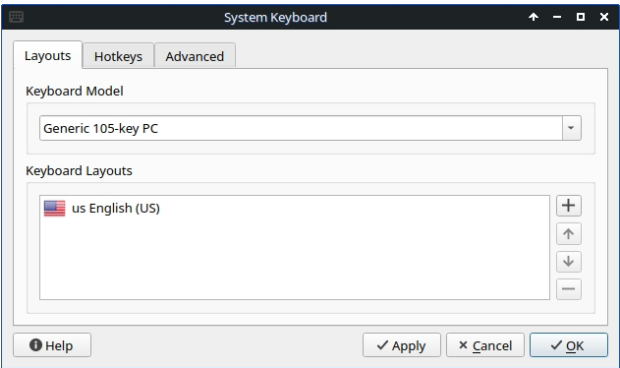 System Keyboard
Layouts Hotkeys Advanced
Keyboard Model
Generic 105-key PC
Keyboard Layouts
us English (US)
Help Apply Cancel OK